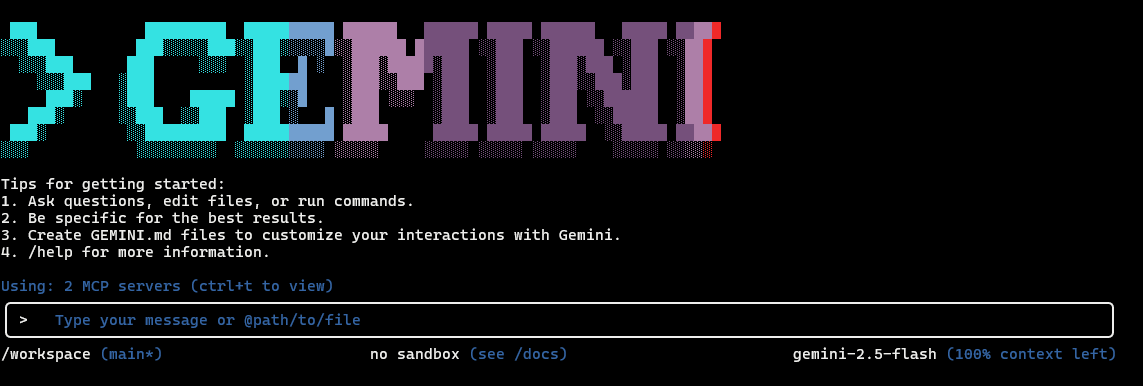 > GEMINI
Tips for getting started:
1. Ask questions, edit files, or run commands.
2. Be specific for the best results.
3. Create GEMINI.md files to customize your interactions with Gemini.
4. /help for more information.
Using: 2 MCP servers (ctrl+t to view)
> Type your message or @path/to/file
/workspace (main*) no sandbox (see /docs) gemini-2.5-flash (100% context left)